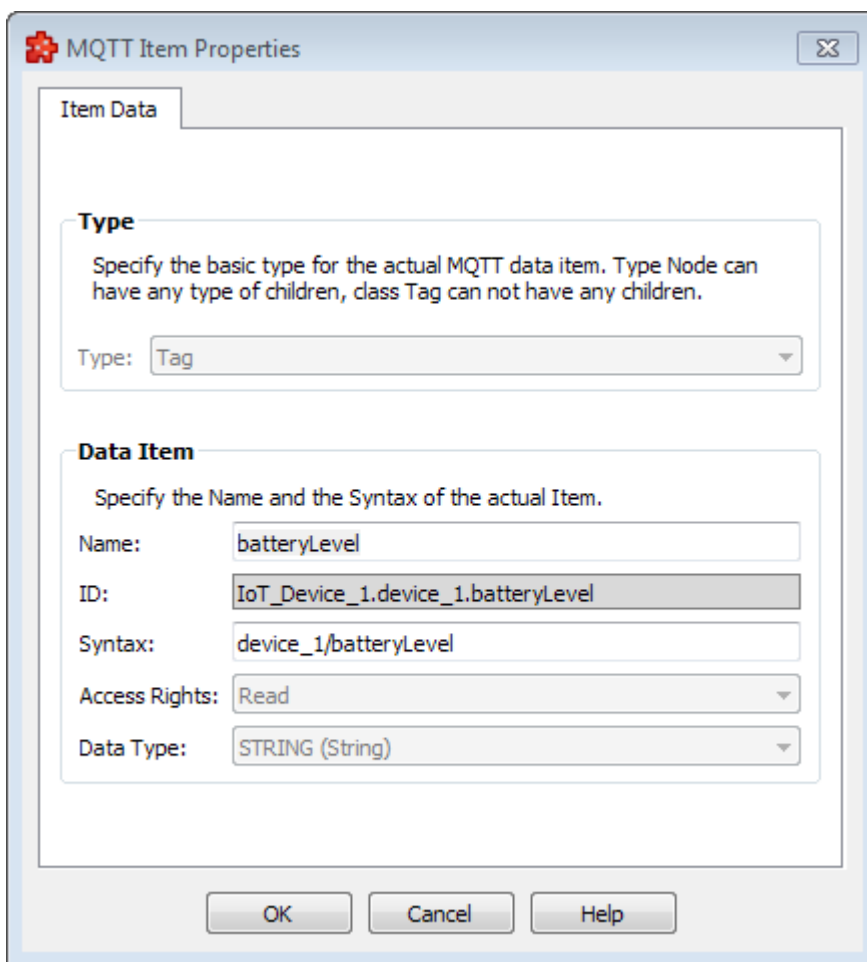 MQTT Item Properties
Item Data
Type
Specify the basic type for the actual MQTT data item. Type Node can
have any type of children, class Tag can not have any children.
Type: Tag
Data Item
Specify the Name and the Syntax of the actual Item.
Name: batteryLevel
ID: IoT_Device_1.device_1.batteryLevel
Syntax: device_1/batteryLevel
Access Rights: Read
Data Type: STRING (String)
OK Cancel Help